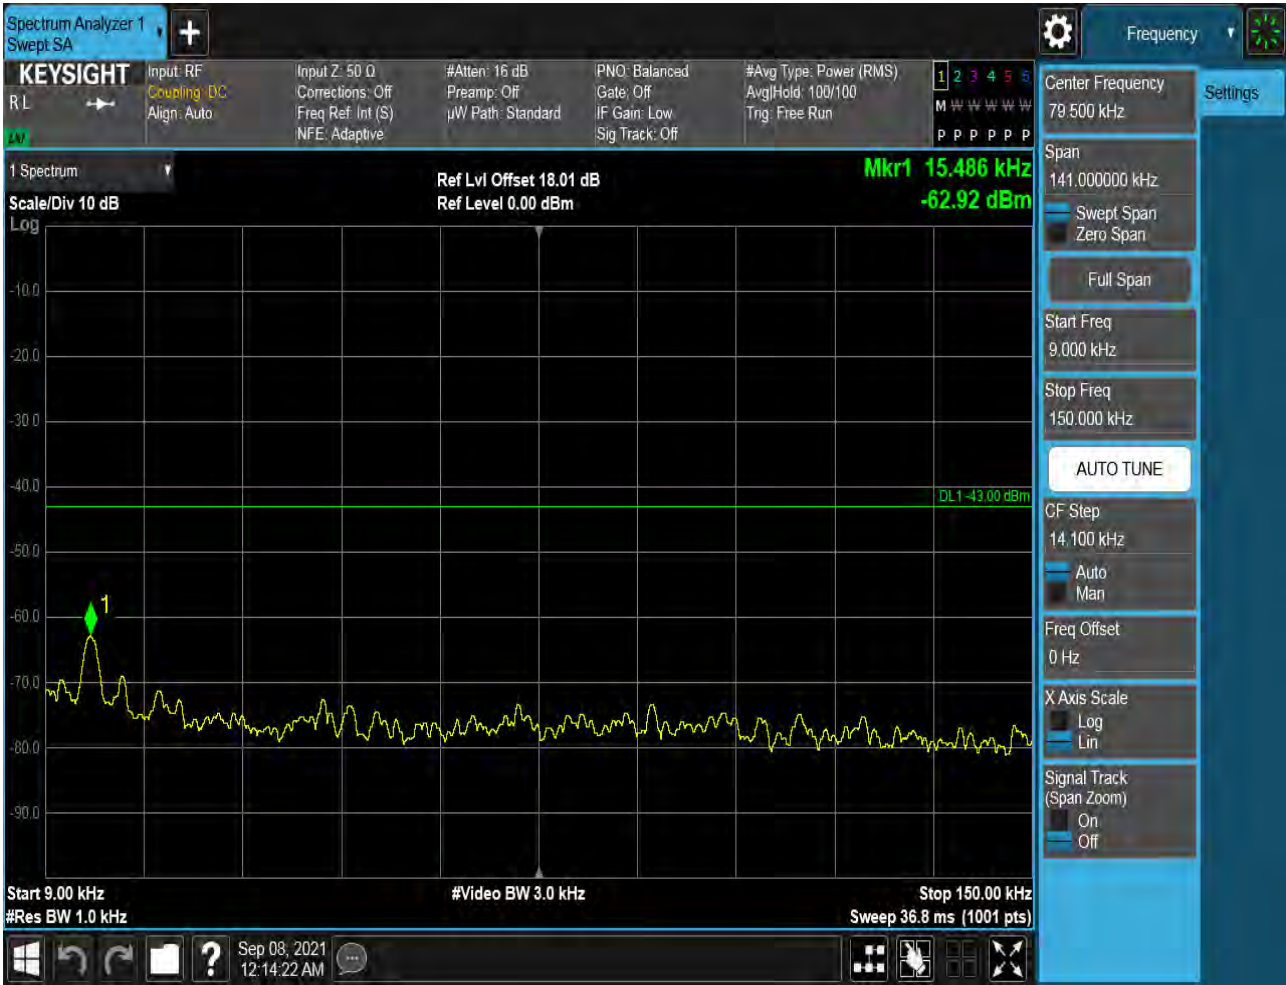 Spectrum Analyzer 1
Swept SA
Frequency
KEYSIGHT
R L
LXI
Input: RF
Coupling: DC
Align: Auto
Input Z: 50 Ω
Corrections: Off
Freq Ref: Int (S)
NFE: Adaptive
#Atten: 16 dB
Preamp: Off
µW Path: Standard
PNO: Balanced
Gate: Off
IF Gain: Low
Sig Track: Off
#Avg Type: Power (RMS)
Avg|Hold: 100/100
Trig: Free Run
1 2 3 4 5 6
M W W W W W
P P P P P P
1 Spectrum
Scale/Div 10 dB
Log
Ref Lvl Offset 18.01 dB
Ref Level 0.00 dBm
Mkr1 15.486 kHz
-62.92 dBm
-10.0
-20.0
-30.0
-40.0
DL1 -43.00 dBm
-50.0
-60.0
1
-70.0
-80.0
-90.0
Start 9.00 kHz
#Res BW 1.0 kHz
#Video BW 3.0 kHz
Stop 150.00 kHz
Sweep 36.8 ms (1001 pts)
Center Frequency
79.500 kHz
Settings
Span
141.000000 kHz
Swept Span
Zero Span
Full Span
Start Freq
9.000 kHz
Stop Freq
150.000 kHz
AUTO TUNE
CF Step
14.100 kHz
Auto
Man
Freq Offset
0 Hz
X Axis Scale
Log
Lin
Signal Track
(Span Zoom)
On
Off
?
Sep 08, 2021
12:14:22 AM